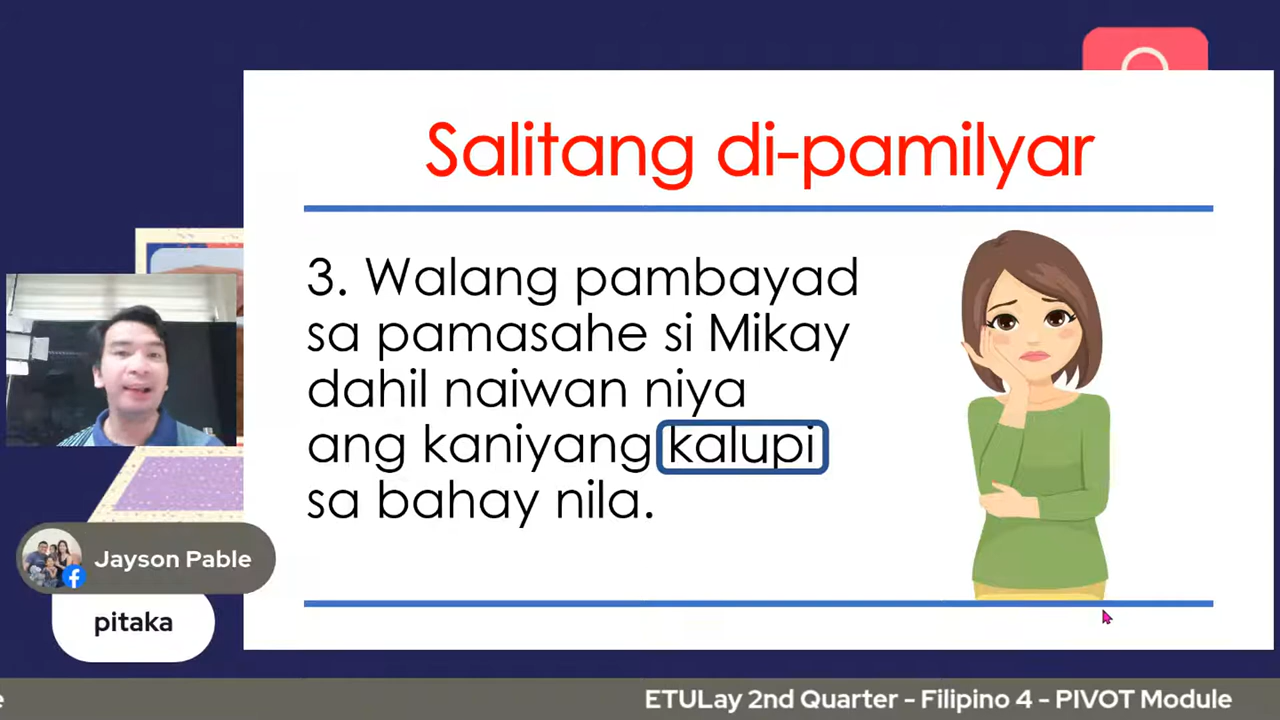 Salitang di-pamilyar
3. Walang pambayad
sa pamasahe si Mikay
dahil naiwan niya
ang kaniyang kalupi
sa bahay nila.
Jayson Pable
pitaka
e
ETULay 2nd Quarter - Filipino 4 - PIVOT Module